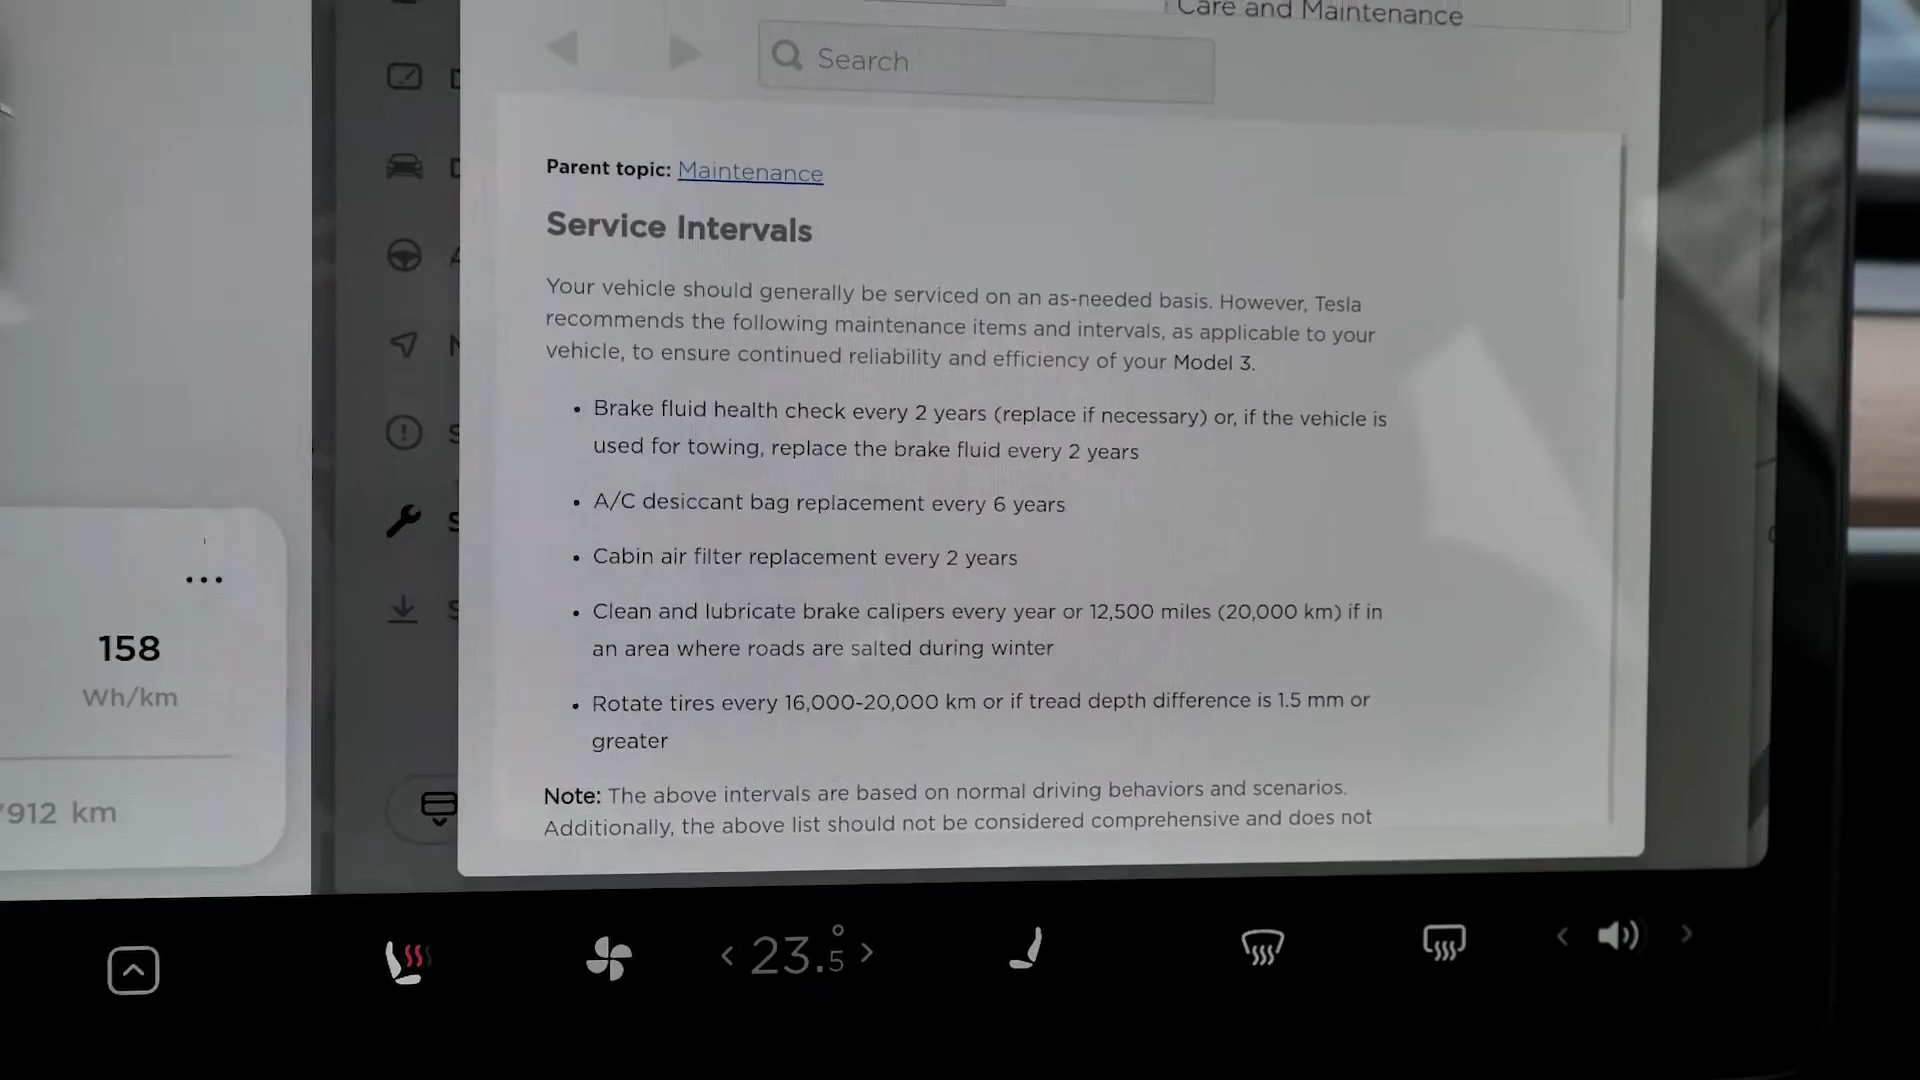 Care and Maintenance
Search
Parent topic: Maintenance
Service Intervals
Your vehicle should generally be serviced on an as-needed basis. However, Tesla
recommends the following maintenance items and intervals, as applicable to your
vehicle, to ensure continued reliability and efficiency of your Model 3.
• Brake fluid health check every 2 years (replace if necessary) or, if the vehicle is
used for towing, replace the brake fluid every 2 years
• A/C desiccant bag replacement every 6 years
• Cabin air filter replacement every 2 years
• Clean and lubricate brake calipers every year or 12,500 miles (20,000 km) if in
an area where roads are salted during winter
• Rotate tires every 16,000-20,000 km or if tread depth difference is 1.5 mm or
greater
Note: The above intervals are based on normal driving behaviors and scenarios.
Additionally, the above list should not be considered comprehensive and does not
158
Wh/km
912 km
23.5°